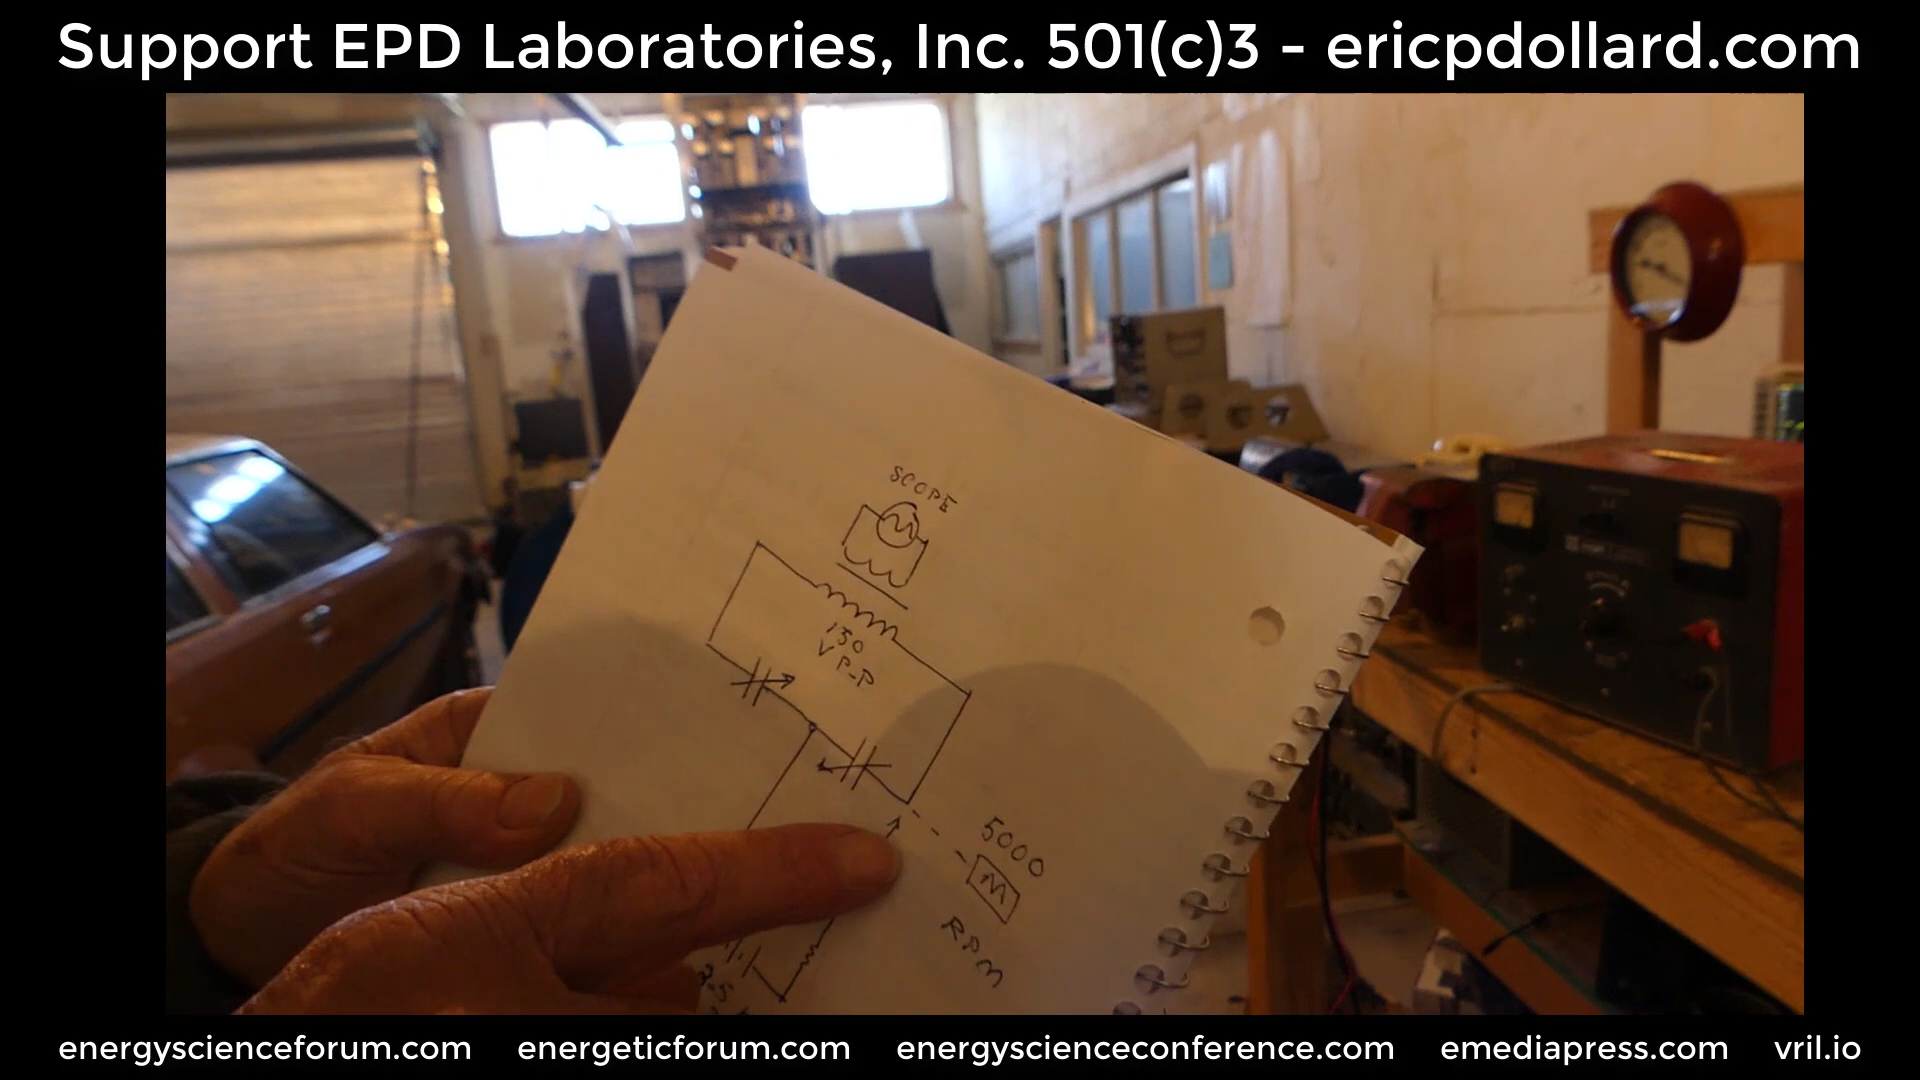 Support EPD Laboratories, Inc. 501(c)3 - ericpdollard.com
SCOPE
150
V P-P
5000
M
RPM
energyscienceforum.com energeticforum.com energyscienceconference.com emediapress.com vril.io